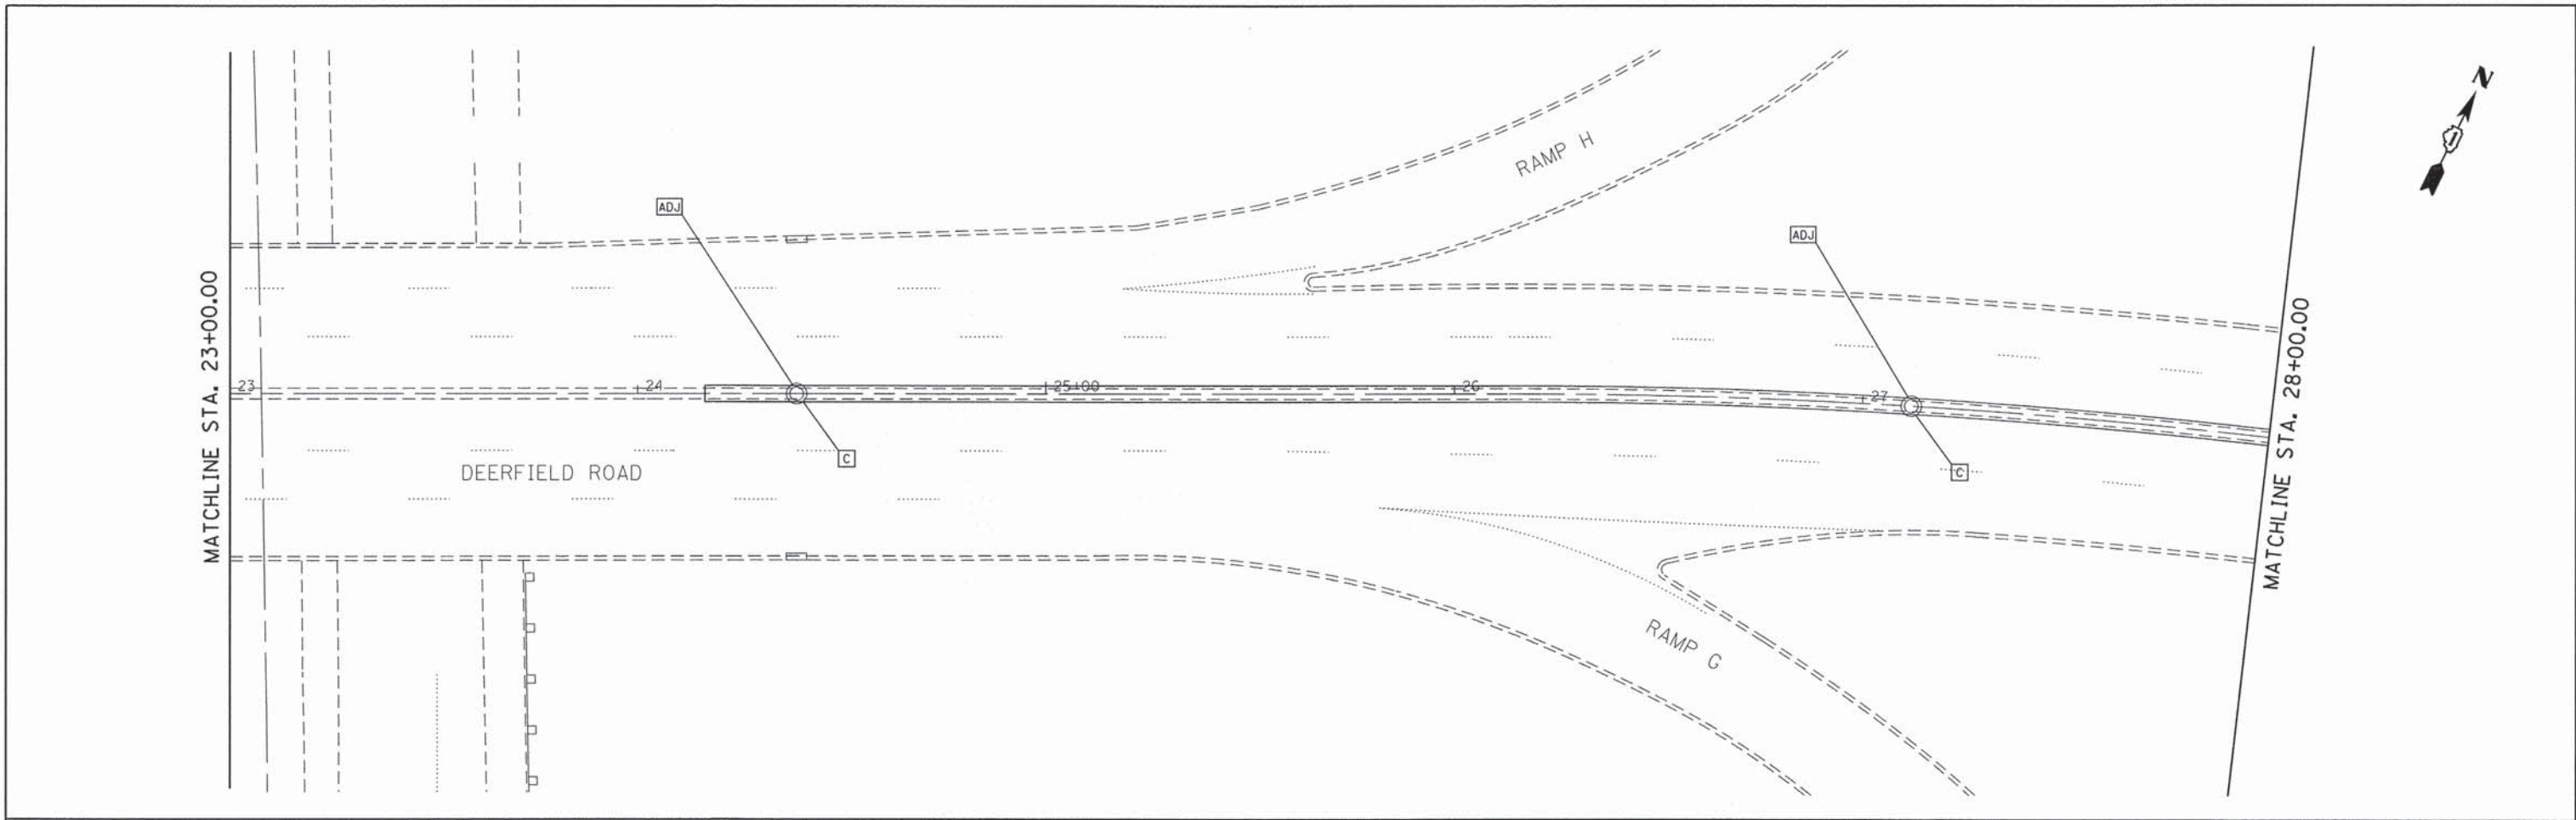 N
RAMP H
ADJ
ADJ
MATCHLINE STA. 23+00.00
MATCHLINE STA. 28+00.00
23
24
25+00
26
27
C
C
DEERFIELD ROAD
RAMP G